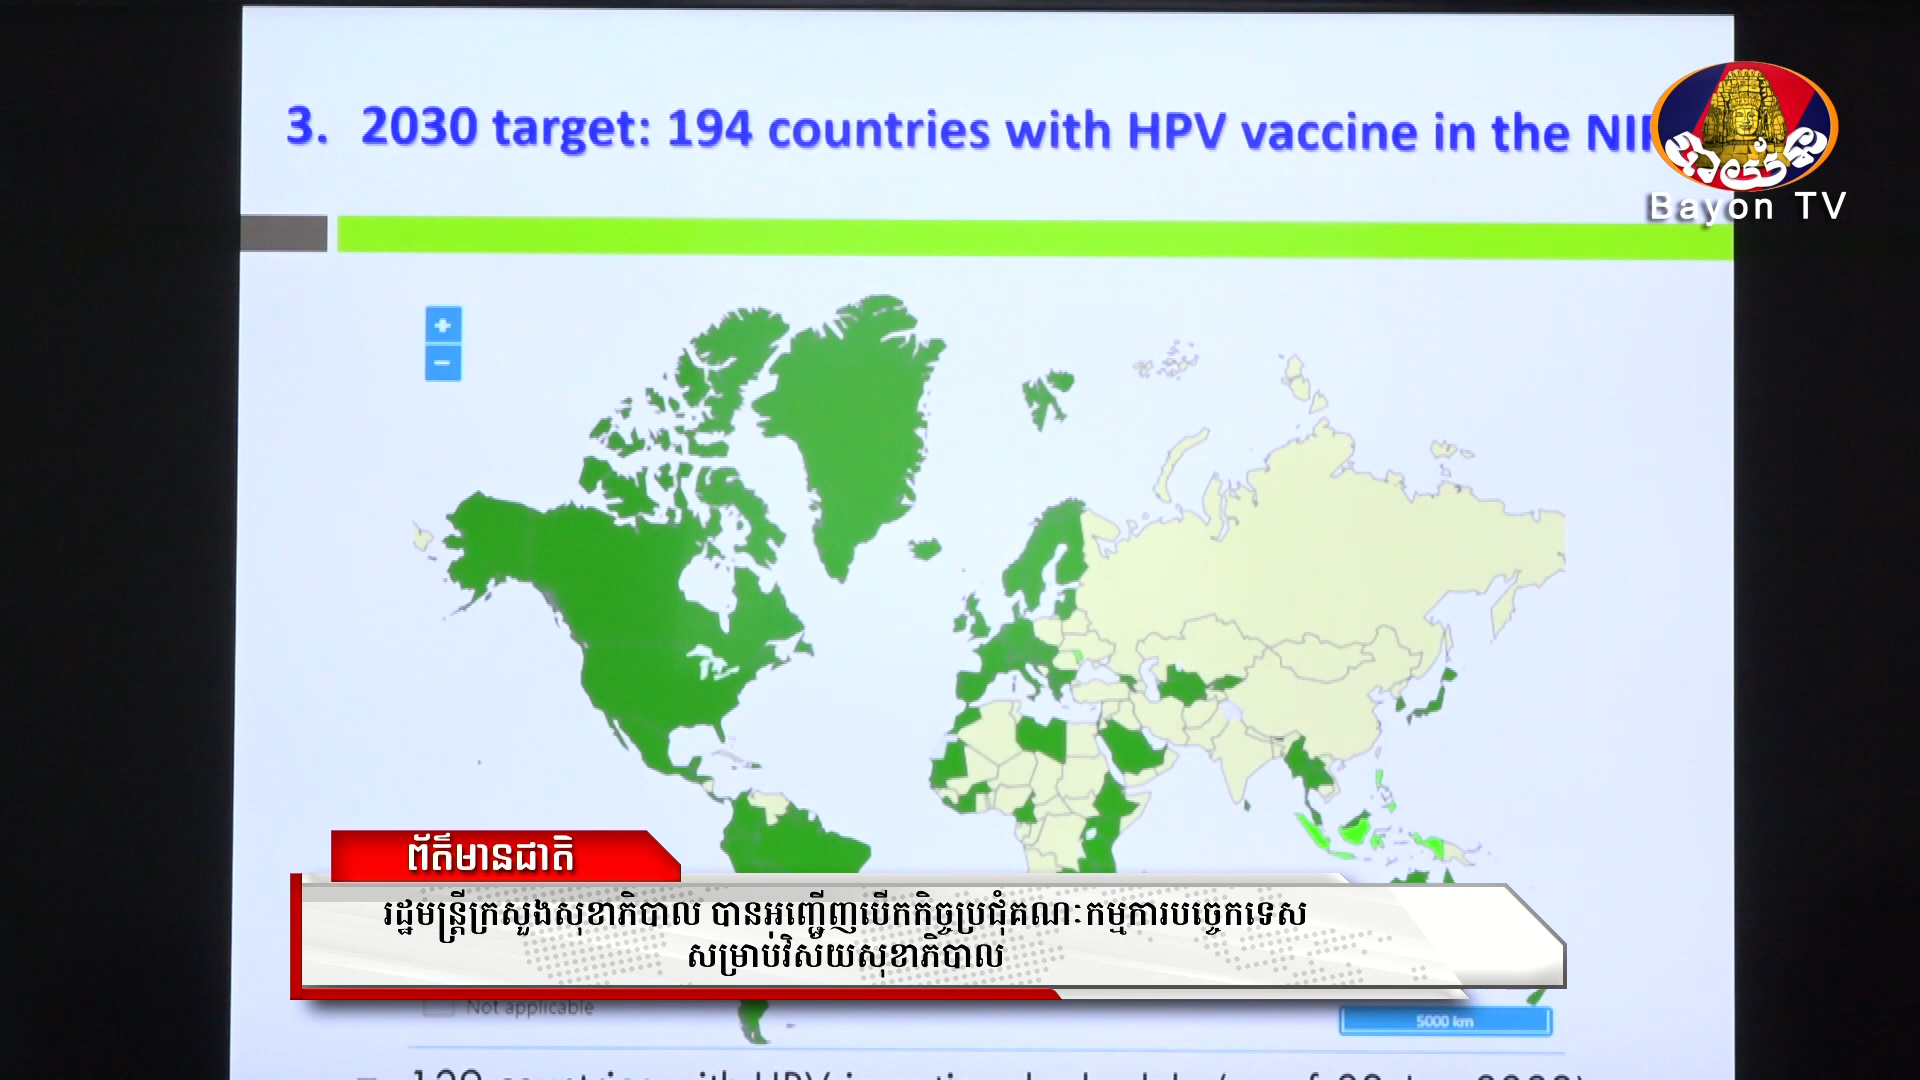 3. 2030 target: 194 countries with HPV vaccine in the
បាយ័ន
Bayon TV
+
−
ព័ត៌មានជាតិ
រដ្ឋមន្ត្រីក្រសួងសុខាភិបាល បានអញ្ជើញបើកកិច្ចប្រជុំគណៈកម្មការបច្ចេកទេស
សម្រាប់វិស័យសុខាភិបាល
Not applicable
5000 km